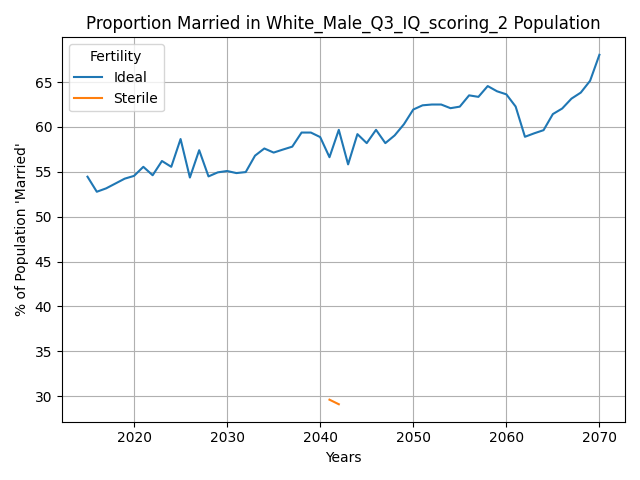 Proportion Married in White_Male_Q3_IQ_scoring_2 Population
Fertility
Ideal
Sterile
% of Population 'Married'
65
60
55
50
45
40
35
30
2020 2030 2040 2050 2060 2070
Years